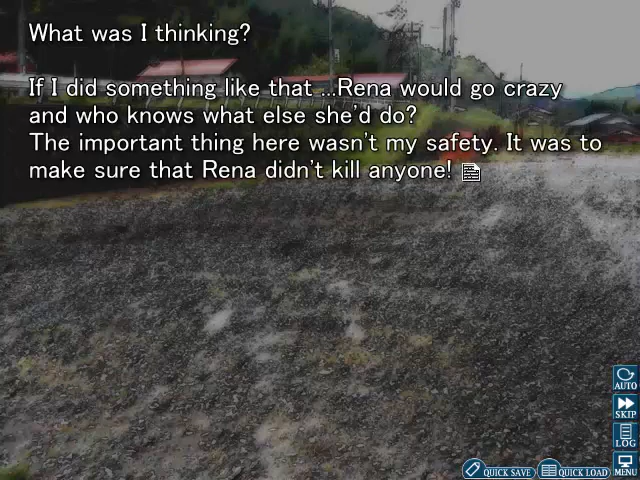 What was I thinking?
If I did something like that ...Rena would go crazy
and who knows what else she'd do?
The important thing here wasn't my safety. It was to
make sure that Rena didn't kill anyone!
AUTO
SKIP
LOG
MENU
QUICK SAVE
QUICK LOAD